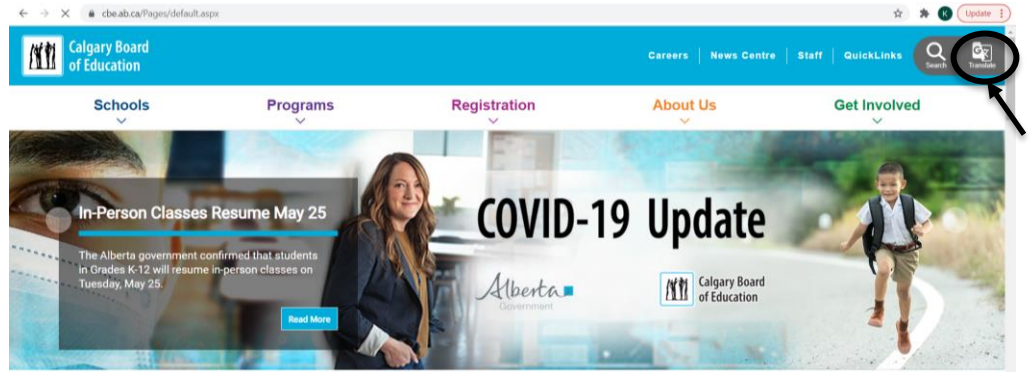 cbe.ab.ca/Pages/default.aspx
K
Update
Calgary Board
of Education
Careers
News Centre
Staff
QuickLinks
Search
Translate
Schools
Programs
Registration
About Us
Get Involved
In-Person Classes Resume May 25
The Alberta government confirmed that students
in Grades K-12 will resume in-person classes on
Tuesday, May 25.
Read More
COVID-19 Update
Alberta
Government
Calgary Board
of Education